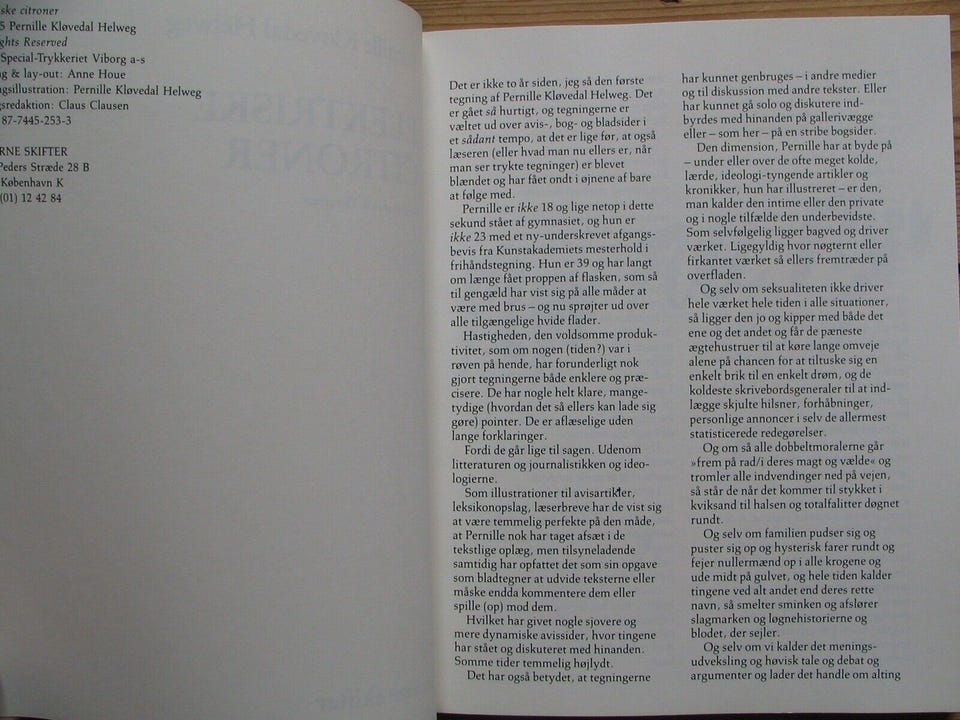 ske citroner
5 Pernille Kløvedal Helweg
ghts Reserved
Special-Trykkeriet Viborg a-s
g & lay-out: Anne Houe
gsillustration: Pernille Kløvedal Helweg
gsredaktion: Claus Clausen
87-7445-253-3
RNE SKIFTER
Peders Stræde 28 B
København K
(01) 12 42 84
Det er ikke to år siden, jeg så den første
tegning af Pernille Kløvedal Helweg. Det
er gået så hurtigt, og tegningerne er
væltet ud over avis-, bog- og bladsider i
et sådant tempo, at det er lige før, at også
læseren (eller hvad man nu ellers er, når
man ser trykte tegninger) er blevet
blændet og har fået ondt i øjnene af bare
at følge med.
Pernille er ikke 18 og lige netop i dette
sekund stået af gymnasiet, og hun er
ikke 23 med et ny-underskrevet afgangs-
bevis fra Kunstakademiets mesterhold i
frihåndstegning. Hun er 39 og har langt
om længe fået proppen af flasken, som så
til gengæld har vist sig på alle måder at
være med brus – og nu sprøjter ud over
alle tilgængelige hvide flader.
Hastigheden, den voldsomme produk-
tivitet, som om nogen (tiden?) var i
røven på hende, har forunderligt nok
gjort tegningerne både enklere og præ-
cisere. De har nogle helt klare, mange-
tydige (hvordan det så ellers kan lade sig
gøre) pointer. De er aflæselige uden
lange forklaringer.
Fordi de går lige til sagen. Udenom
litteraturen og journalistikken og ideo-
logierne.
Som illustrationer til avisartikler,
leksikonopslag, læserbreve har de vist sig
at være temmelig perfekte på den måde,
at Pernille nok har taget afsæt i de
tekstlige oplæg, men tilsyneladende
samtidig har opfattet det som sin opgave
som bladtegner at udvide teksterne eller
måske endda kommentere dem eller
spille (op) mod dem.
Hvilket har givet nogle sjovere og
mere dynamiske avissider, hvor tingene
har stået og diskuteret med hinanden.
Somme tider temmelig højlydt.
Det har også betydet, at tegningerne
har kunnet genbruges – i andre medier
og til diskussion med andre tekster. Eller
har kunnet gå solo og diskutere ind-
byrdes med hinanden på gallerivægge
eller – som her – på en stribe bogsider.
Den dimension, Pernille har at byde på
– under eller over de ofte meget kolde,
lærde, ideologi-tyngende artikler og
kronikker, hun har illustreret – er den,
man kalder den intime eller den private
og i nogle tilfælde den underbevidste.
Som selvfølgelig ligger bagved og driver
værket. Ligegyldig hvor nøgternt eller
firkantet værket så ellers fremtræder på
overfladen.
Og selv om seksualiteten ikke driver
hele værket hele tiden i alle situationer,
så ligger den jo og kipper med både det
ene og det andet og får de pæneste
ægtehustruer til at køre lange omveje
alene på chancen for at tiltuske sig en
enkelt brik til en enkelt drøm, og de
koldeste skrivebordsgeneraler til at ind-
lægge skjulte hilsner, forhåbninger,
personlige annoncer i selv de allermest
statisticerede redegørelser.
Og om så alle dobbeltmoralerne går
»frem på rad/i deres magt og vælde« og
tromler alle indvendinger ned på vejen,
så står de når det kommer til stykket i
kviksand til halsen og totalfalitter døgnet
rundt.
Og selv om familien pudser sig og
puster sig op og hysterisk farer rundt og
fejer nullermænd op i alle krogene og
ude midt på gulvet, og hele tiden kalder
tingene ved alt andet end deres rette
navn, så smelter sminken og afslører
slagmarken og løgnehistorierne og
blodet, der sejler.
Og selv om vi kalder det menings-
udveksling og høvisk tale og debat og
argumenter og lader det handle om alting